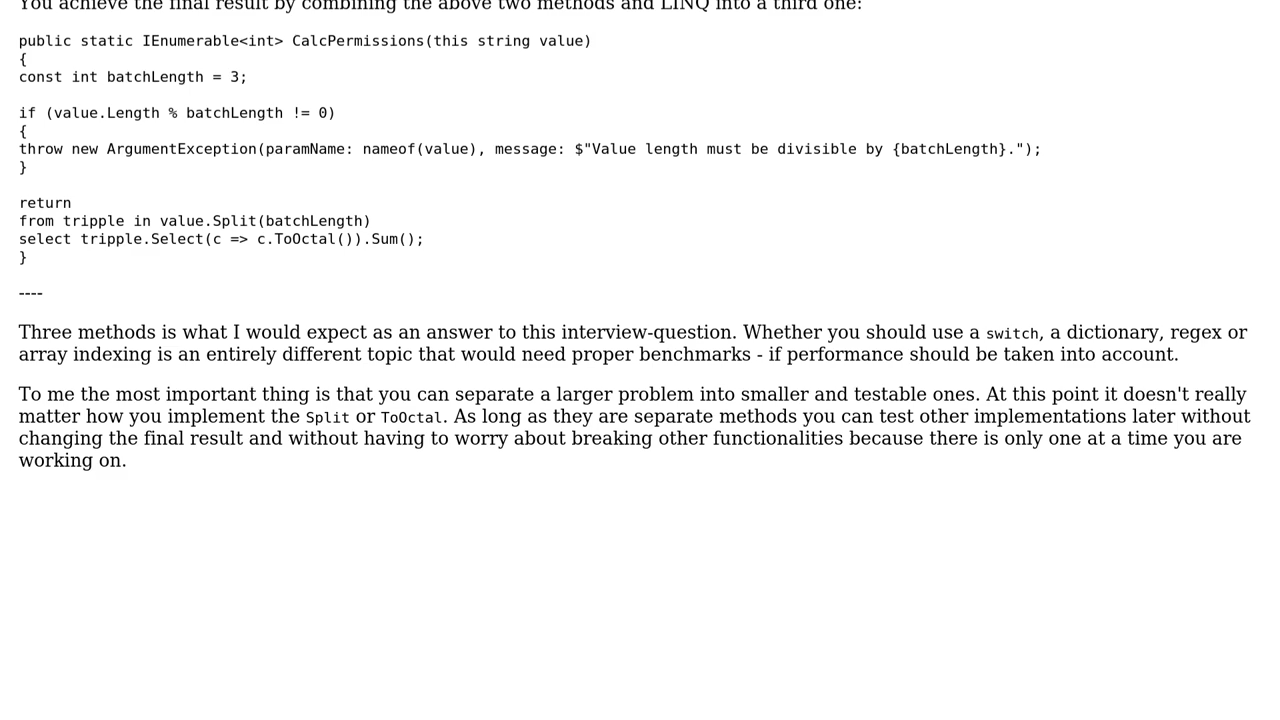 You achieve the final result by combining the above two methods and LINQ into a third one:
public static IEnumerable<int> CalcPermissions(this string value)
{
const int batchLength = 3;
if (value.Length % batchLength != 0)
{
throw new ArgumentException(paramName: nameof(value), message: $"Value length must be divisible by {batchLength}.");
}
return
from tripple in value.Split(batchLength)
select tripple.Select(c => c.ToOctal()).Sum();
}
----
Three methods is what I would expect as an answer to this interview-question. Whether you should use a switch, a dictionary, regex or
array indexing is an entirely different topic that would need proper benchmarks - if performance should be taken into account.
To me the most important thing is that you can separate a larger problem into smaller and testable ones. At this point it doesn't really
matter how you implement the Split or ToOctal. As long as they are separate methods you can test other implementations later without
changing the final result and without having to worry about breaking other functionalities because there is only one at a time you are
working on.